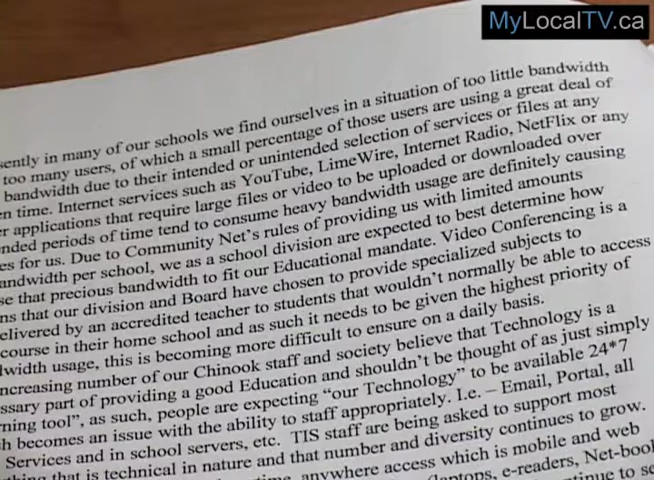 MyLocalTV.ca
sently in many of our schools we find ourselves in a situation of too little bandwidth
too many users, of which a small percentage of those users are using a great deal of
bandwidth due to their intended or unintended selection of services or files at any
en time. Internet services such as YouTube, LimeWire, Internet Radio, NetFlix or any
er applications that require large files or video to be uploaded or downloaded over
nded periods of time tend to consume heavy bandwidth usage are definitely causing
es for us. Due to Community Net's rules of providing us with limited amounts
andwidth per school, we as a school division are expected to best determine how
se that precious bandwidth to fit our Educational mandate. Video Conferencing is a
ns that our division and Board have chosen to provide specialized subjects to
elivered by an accredited teacher to students that wouldn't normally be able to access
course in their home school and as such it needs to be given the highest priority of
dwidth usage, this is becoming more difficult to ensure on a daily basis.
ncreasing number of our Chinook staff and society believe that Technology is a
ssary part of providing a good Education and shouldn't be thought of as just simply
rning tool", as such, people are expecting "our Technology" to be available 24*7
h becomes an issue with the ability to staff appropriately. I.e. – Email, Portal, all
Services and in school servers, etc. TIS staff are being asked to support most
thing that is technical in nature and that number and diversity continues to grow.
anywhere access which is mobile and web
laptops, e-readers, Net-book